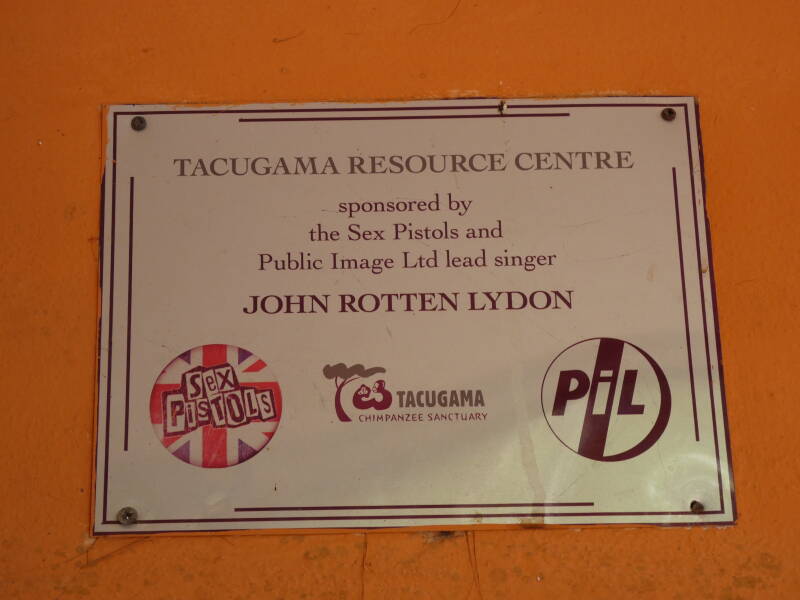 TACUGAMA RESOURCE CENTRE
sponsored by
the Sex Pistols and
Public Image Ltd lead singer
JOHN ROTTEN LYDON
SEX
PISTOLS
TACUGAMA
CHIMPANZEE SANCTUARY
PiL